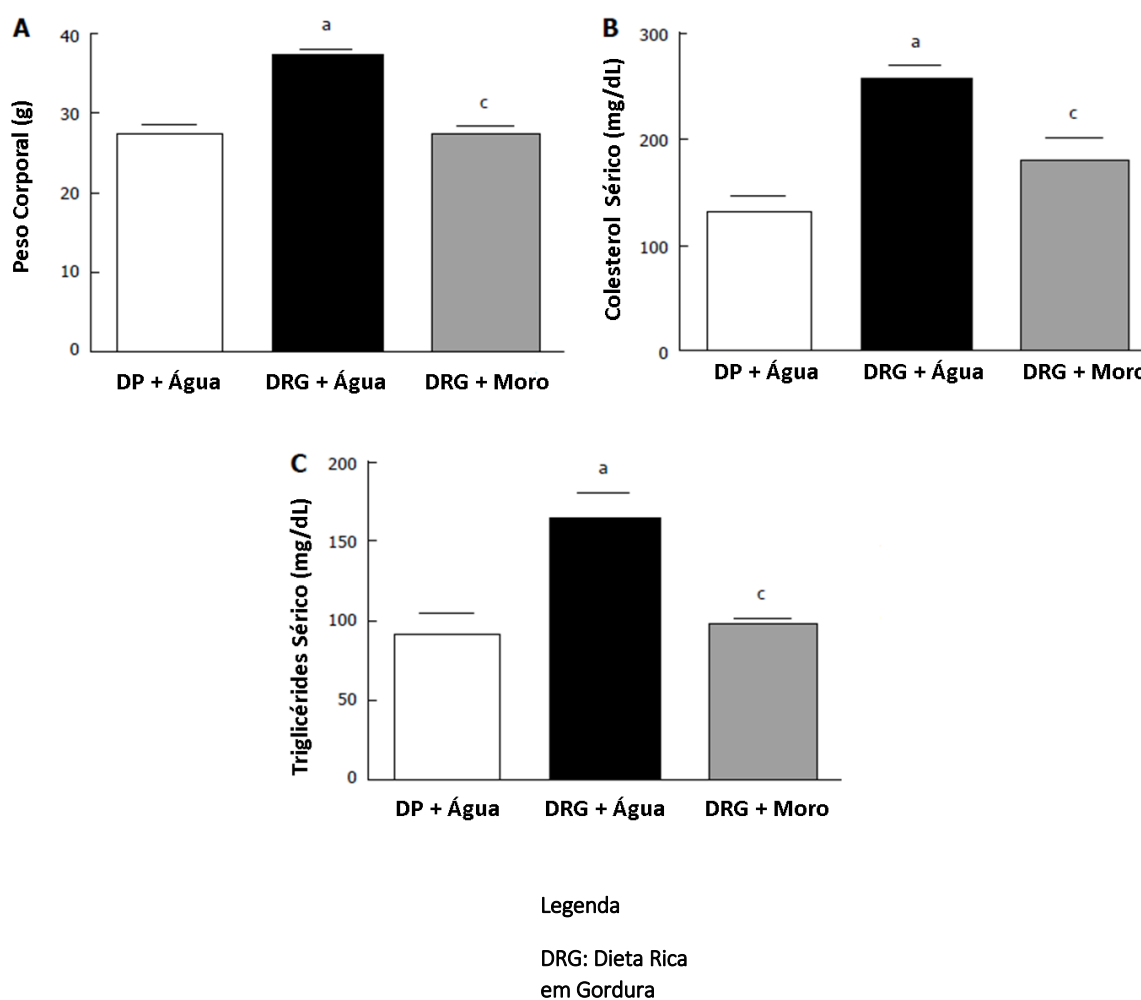 A
Peso Corporal (g)
40
30
20
10
0
a
c
DP + Água DRG + Água DRG + Moro
B
Colesterol Sérico (mg/dL)
300
200
100
0
a
c
DP + Água DRG + Água DRG + Moro
C
Triglicérides Sérico (mg/dL)
200
150
100
50
0
a
c
DP + Água DRG + Água DRG + Moro
Legenda
DRG: Dieta Rica
em Gordura